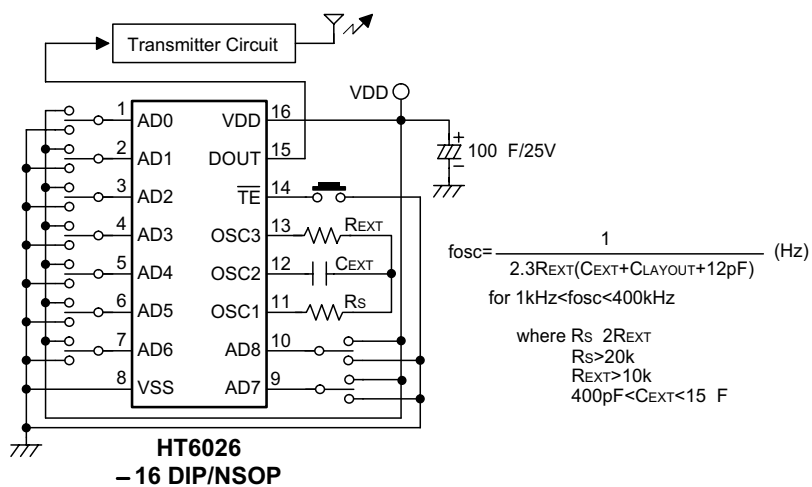 Transmitter Circuit
VDD
1 AD0 VDD 16
2 AD1 DOUT 15
3 AD2 TE 14
4 AD3 OSC3 13 REXT
5 AD4 OSC2 12 CEXT
6 AD5 OSC1 11 RS
7 AD6 AD8 10
8 VSS AD7 9
+
100 F/25V
−
fosc= 1 (Hz)
2.3REXT(CEXT+CLAYOUT+12pF)
for 1kHz<fosc<400kHz
where RS 2REXT
RS>20k
REXT>10k
400pF<CEXT<15 F
HT6026
– 16 DIP/NSOP